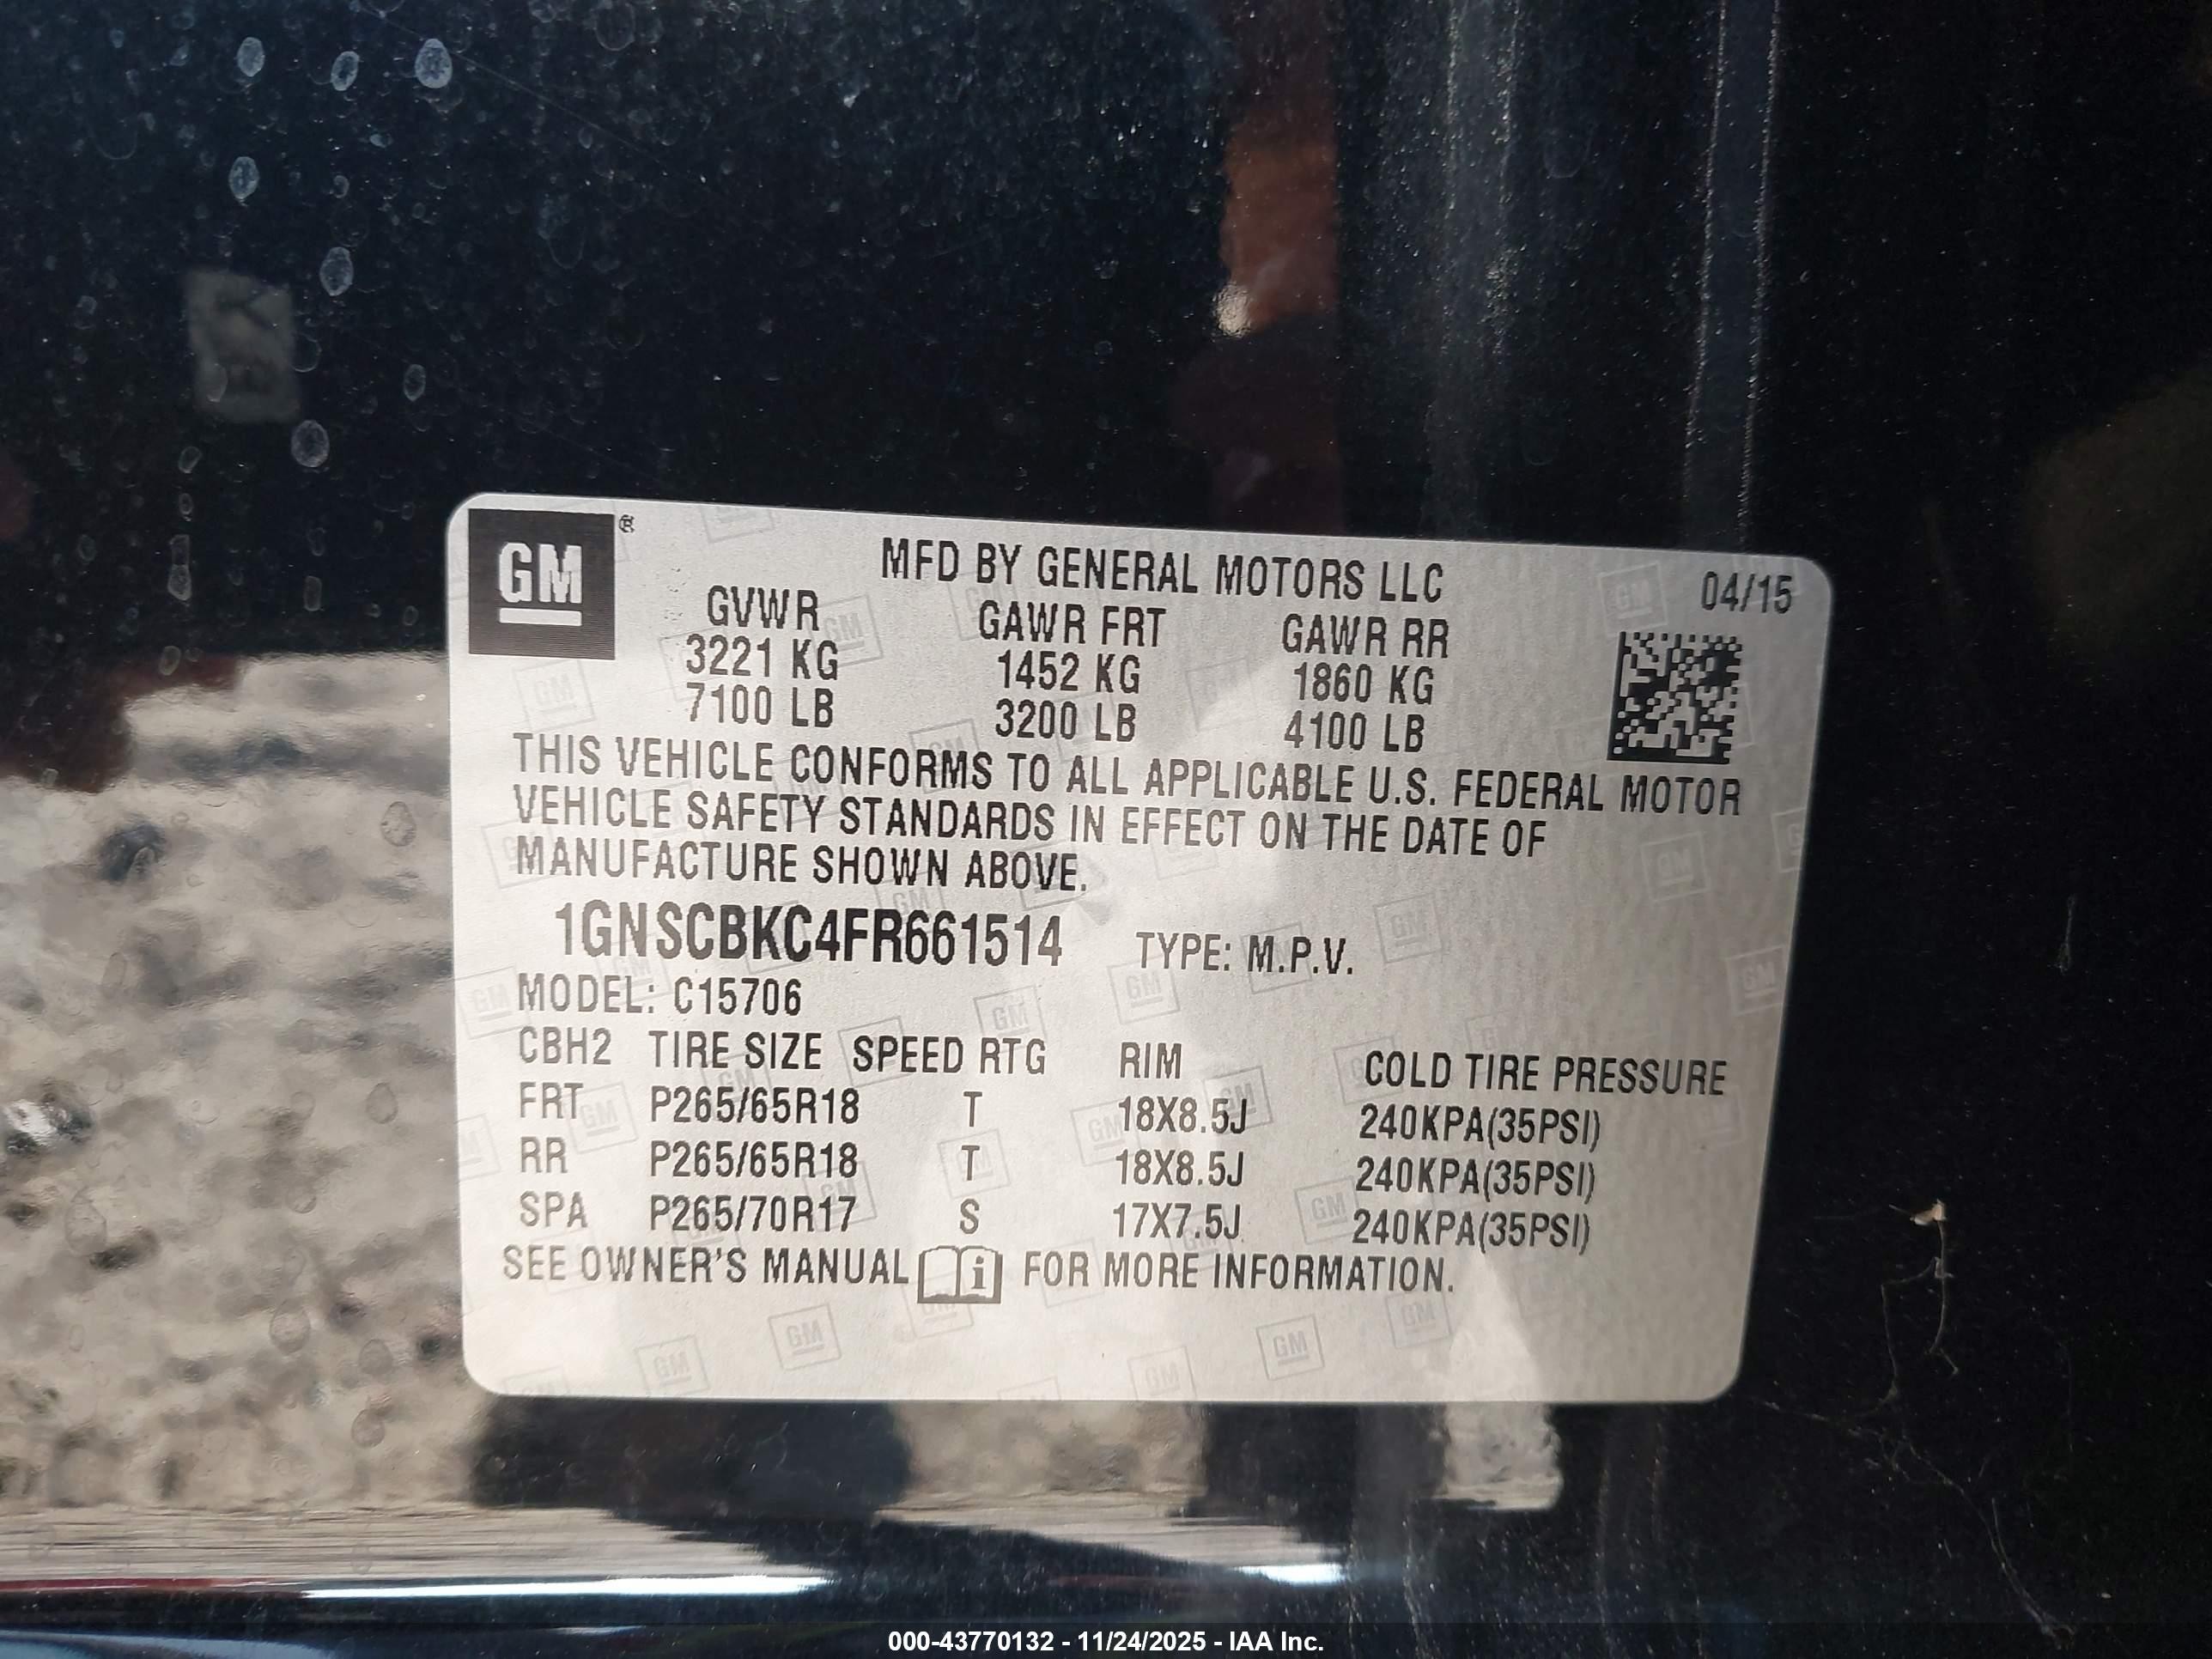 GM®
MFD BY GENERAL MOTORS LLC 04/15
GVWR GAWR FRT GAWR RR
3221 KG 1452 KG 1860 KG
7100 LB 3200 LB 4100 LB
THIS VEHICLE CONFORMS TO ALL APPLICABLE U.S. FEDERAL MOTOR
VEHICLE SAFETY STANDARDS IN EFFECT ON THE DATE OF
MANUFACTURE SHOWN ABOVE.
1GNSCBKC4FR661514 TYPE: M.P.V.
MODEL: C15706
CBH2 TIRE SIZE SPEED RTG RIM COLD TIRE PRESSURE
FRT P265/65R18 T 18X8.5J 240KPA(35PSI)
RR P265/65R18 T 18X8.5J 240KPA(35PSI)
SPA P265/70R17 S 17X7.5J 240KPA(35PSI)
SEE OWNER'S MANUAL i FOR MORE INFORMATION.
000-43770132 - 11/24/2025 - IAA Inc.